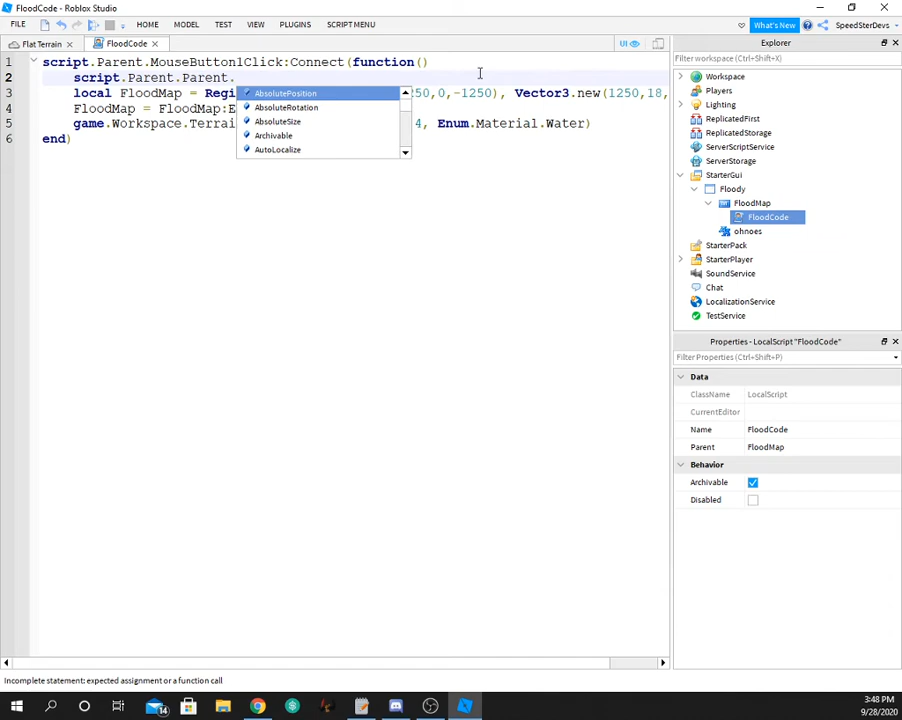 FloodCode - Roblox Studio
FILE HOME MODEL TEST VIEW PLUGINS SCRIPT MENU What's New SpeedSterDevs
Flat Terrain FloodCode UI
1 script.Parent.MouseButton1Click:Connect(function()
2 script.Parent.Parent.
3 local FloodMap = Regi 250,0,-1250), Vector3.new(1250,18,
4 FloodMap = FloodMap:E
5 game.Workspace.Terrai 4, Enum.Material.Water)
6 end)
AbsolutePosition
AbsoluteRotation
AbsoluteSize
Archivable
AutoLocalize
Explorer
Filter workspace (Ctrl+Shift+X)
Workspace
Players
Lighting
ReplicatedFirst
ReplicatedStorage
ServerScriptService
ServerStorage
StarterGui
Floody
FloodMap
FloodCode
ohnoes
StarterPack
StarterPlayer
SoundService
Chat
LocalizationService
TestService
Properties - LocalScript "FloodCode"
Filter Properties (Ctrl+Shift+P)
Data
ClassName LocalScript
CurrentEditor
Name FloodCode
Parent FloodMap
Behavior
Archivable
Disabled
Incomplete statement: expected assignment or a function call
14
3:48 PM
9/28/2020